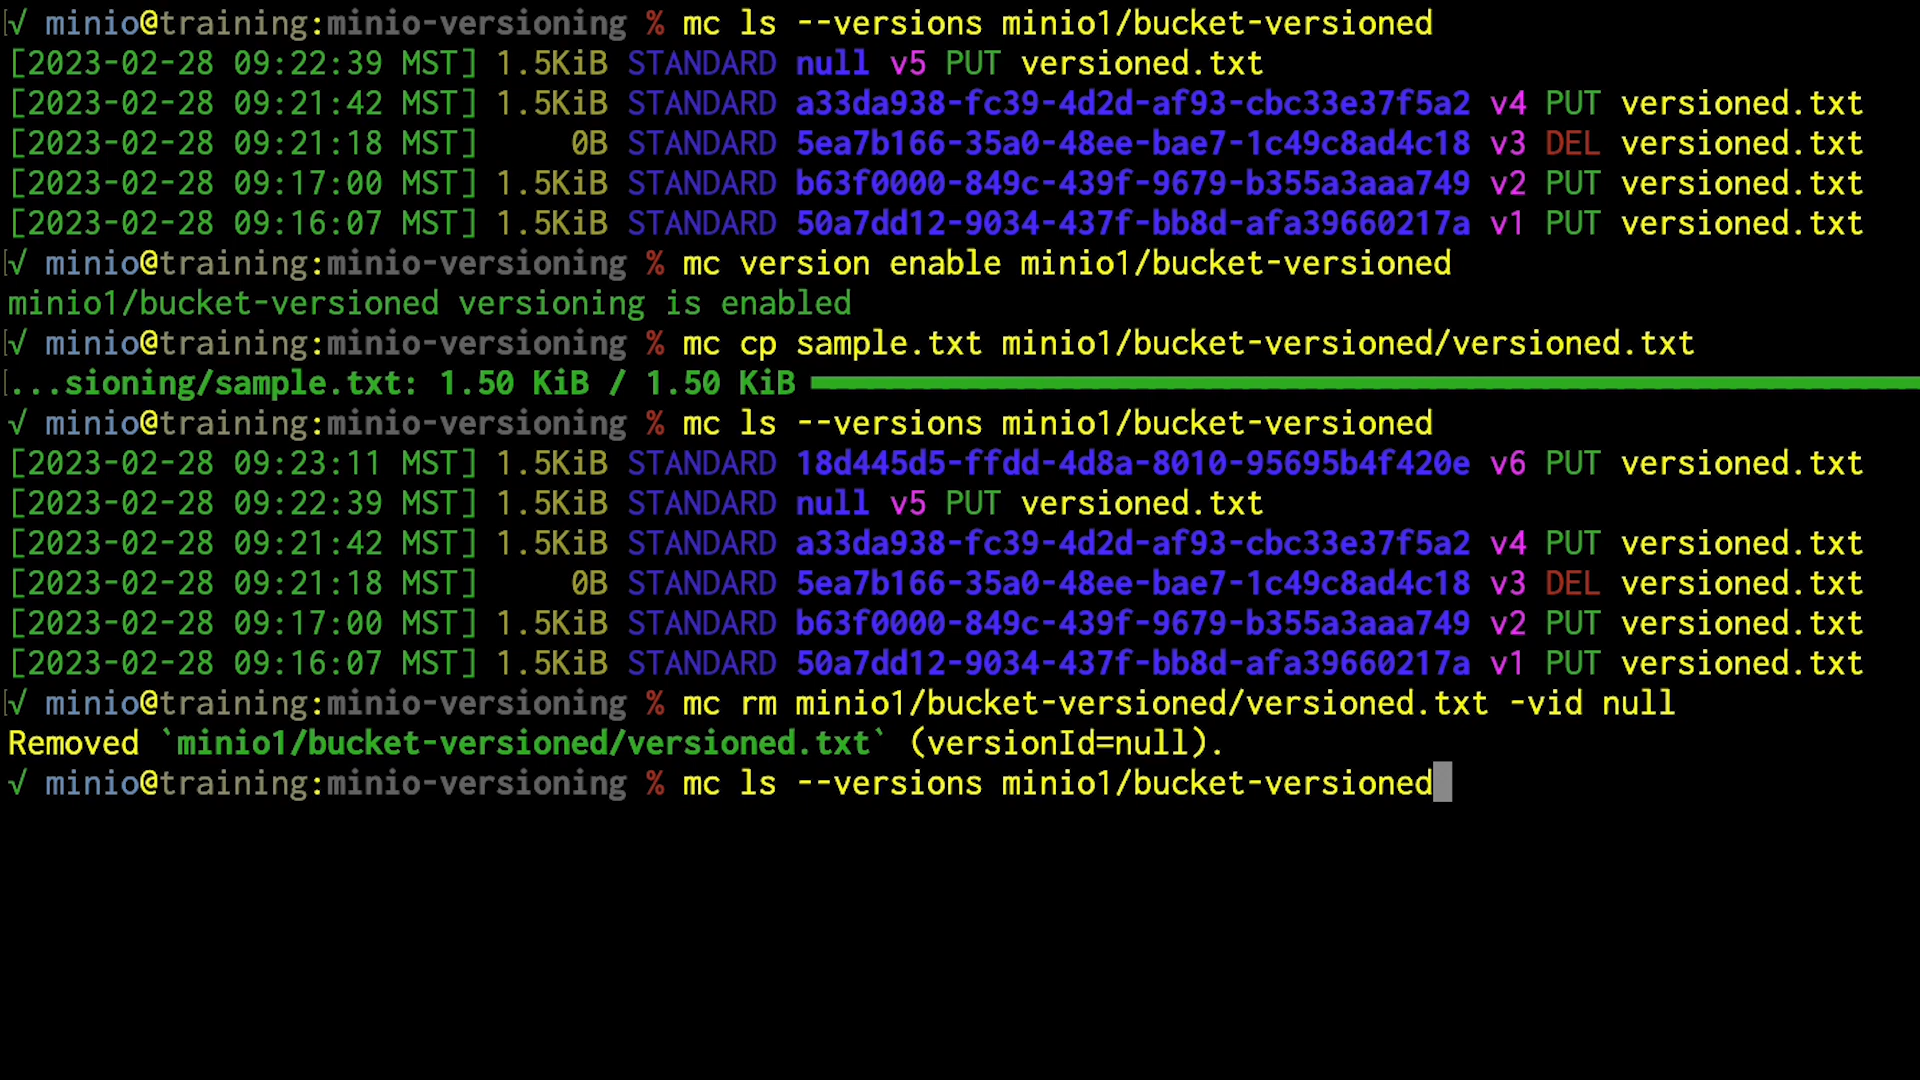 √ minio@training:minio-versioning % mc ls --versions minio1/bucket-versioned
[2023-02-28 09:22:39 MST] 1.5KiB STANDARD null v5 PUT versioned.txt
[2023-02-28 09:21:42 MST] 1.5KiB STANDARD a33da938-fc39-4d2d-af93-cbc33e37f5a2 v4 PUT versioned.txt
[2023-02-28 09:21:18 MST]    0B STANDARD 5ea7b166-35a0-48ee-bae7-1c49c8ad4c18 v3 DEL versioned.txt
[2023-02-28 09:17:00 MST] 1.5KiB STANDARD b63f0000-849c-439f-9679-b355a3aaa749 v2 PUT versioned.txt
[2023-02-28 09:16:07 MST] 1.5KiB STANDARD 50a7dd12-9034-437f-bb8d-afa39660217a v1 PUT versioned.txt
√ minio@training:minio-versioning % mc version enable minio1/bucket-versioned
minio1/bucket-versioned versioning is enabled
√ minio@training:minio-versioning % mc cp sample.txt minio1/bucket-versioned/versioned.txt
...sioning/sample.txt: 1.50 KiB / 1.50 KiB
√ minio@training:minio-versioning % mc ls --versions minio1/bucket-versioned
[2023-02-28 09:23:11 MST] 1.5KiB STANDARD 18d445d5-ffdd-4d8a-8010-95695b4f420e v6 PUT versioned.txt
[2023-02-28 09:22:39 MST] 1.5KiB STANDARD null v5 PUT versioned.txt
[2023-02-28 09:21:42 MST] 1.5KiB STANDARD a33da938-fc39-4d2d-af93-cbc33e37f5a2 v4 PUT versioned.txt
[2023-02-28 09:21:18 MST]    0B STANDARD 5ea7b166-35a0-48ee-bae7-1c49c8ad4c18 v3 DEL versioned.txt
[2023-02-28 09:17:00 MST] 1.5KiB STANDARD b63f0000-849c-439f-9679-b355a3aaa749 v2 PUT versioned.txt
[2023-02-28 09:16:07 MST] 1.5KiB STANDARD 50a7dd12-9034-437f-bb8d-afa39660217a v1 PUT versioned.txt
√ minio@training:minio-versioning % mc rm minio1/bucket-versioned/versioned.txt -vid null
Removed `minio1/bucket-versioned/versioned.txt` (versionId=null).
√ minio@training:minio-versioning % mc ls --versions minio1/bucket-versioned